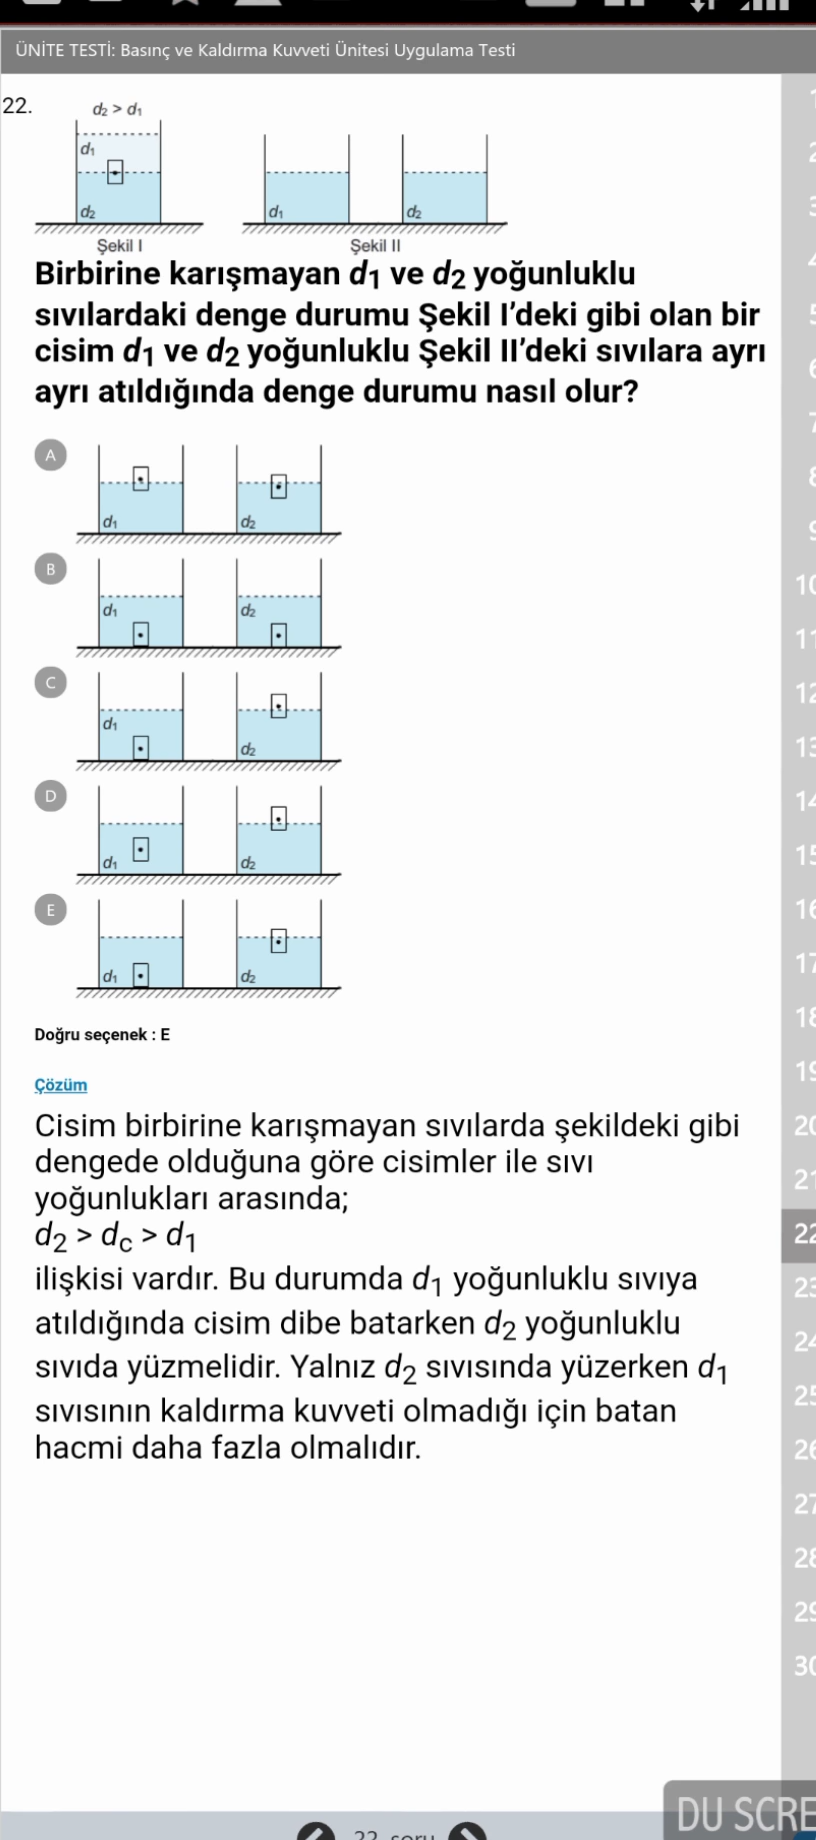 ÜNİTE TESTİ: Basınç ve Kaldırma Kuvveti Ünitesi Uygulama Testi
22.
d2 > d1
d1
d2
d1
d2
Şekil I
Şekil II
Birbirine karışmayan d1 ve d2 yoğunluklu
sıvılardaki denge durumu Şekil I'deki gibi olan bir
cisim d1 ve d2 yoğunluklu Şekil II'deki sıvılara ayrı
ayrı atıldığında denge durumu nasıl olur?
A
d1
d2
B
d1
d2
C
d1
d2
D
d1
d2
E
d1
d2
Doğru seçenek : E
Çözüm
Cisim birbirine karışmayan sıvılarda şekildeki gibi
dengede olduğuna göre cisimler ile sıvı
yoğunlukları arasında;
d2 > dc > d1
ilişkisi vardır. Bu durumda d1 yoğunluklu sıvıya
atıldığında cisim dibe batarken d2 yoğunluklu
sıvıda yüzmelidir. Yalnız d2 sıvısında yüzerken d1
sıvısının kaldırma kuvveti olmadığı için batan
hacmi daha fazla olmalıdır.
10
11
12
13
14
15
16
17
18
19
20
21
22
23
24
25
26
27
28
29
30
22. soru
DU SCRE